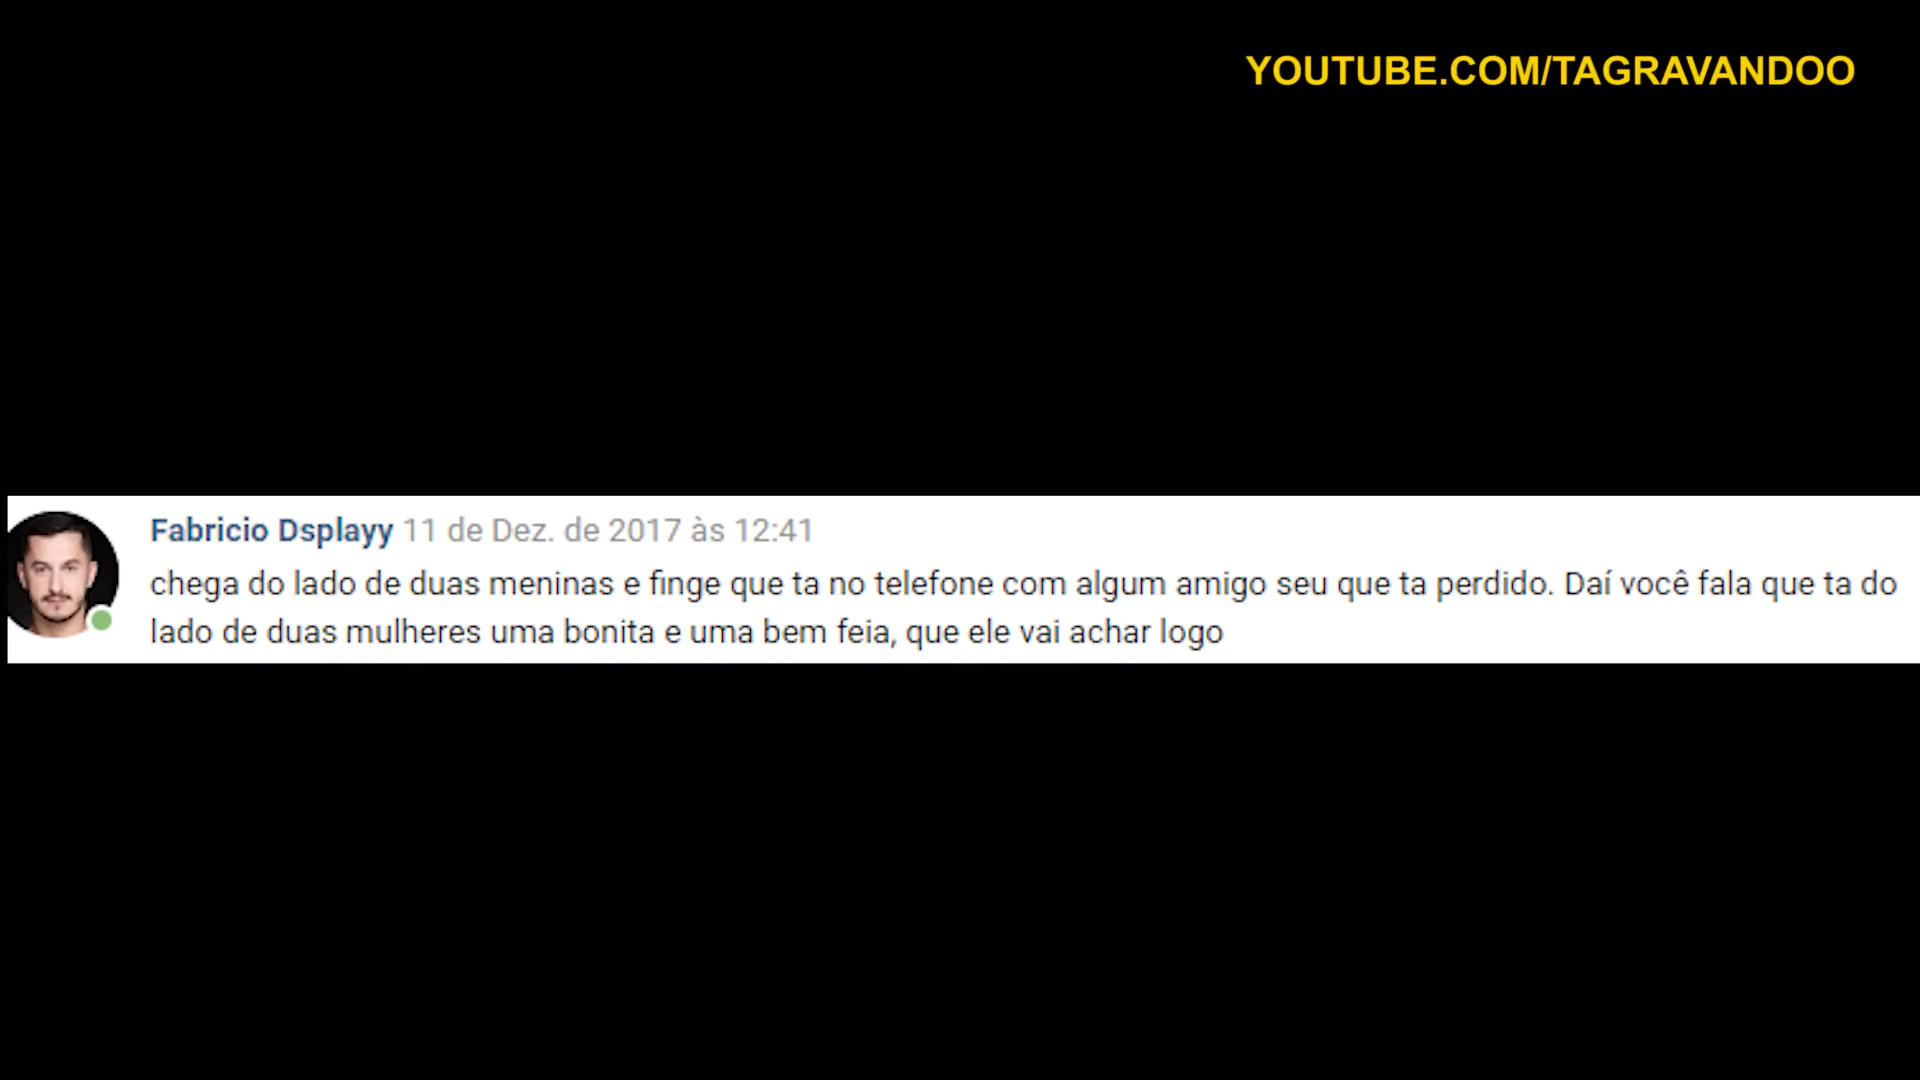 YOUTUBE.COM/TAGRAVANDOO
Fabricio Dsplayy 11 de Dez. de 2017 às 12:41
chega do lado de duas meninas e finge que ta no telefone com algum amigo seu que ta perdido. Daí você fala que ta do
lado de duas mulheres uma bonita e uma bem feia, que ele vai achar logo